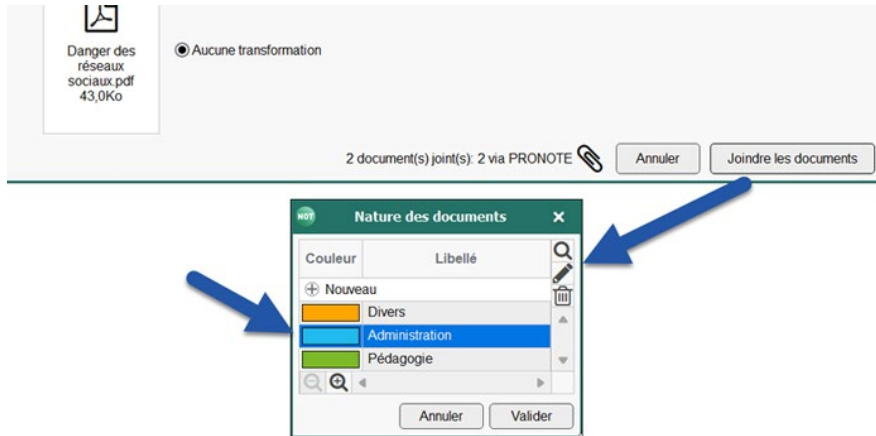 Danger des
réseaux
sociaux.pdf
43,0Ko
Aucune transformation
2 document(s) joint(s): 2 via PRONOTE
Annuler
Joindre les documents
NOT
Nature des documents
Couleur
Libellé
Nouveau
Divers
Administration
Pédagogie
Annuler
Valider